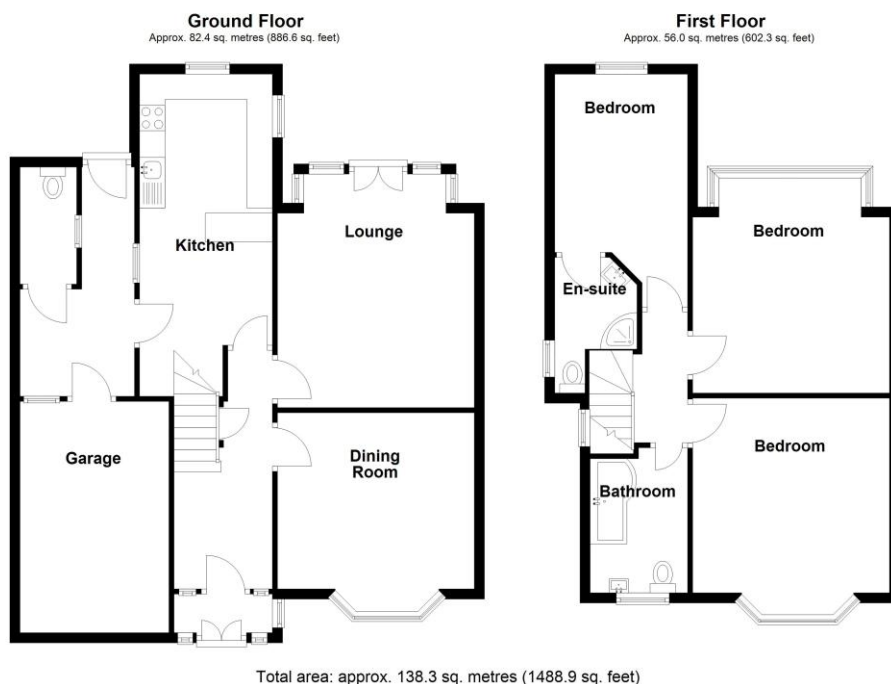 Ground Floor
Approx. 82.4 sq. metres (886.6 sq. feet)
Kitchen
Lounge
Garage
Dining
Room
First Floor
Approx. 56.0 sq. metres (602.3 sq. feet)
Bedroom
Bedroom
En-suite
Bedroom
Bathroom
Total area: approx. 138.3 sq. metres (1488.9 sq. feet)